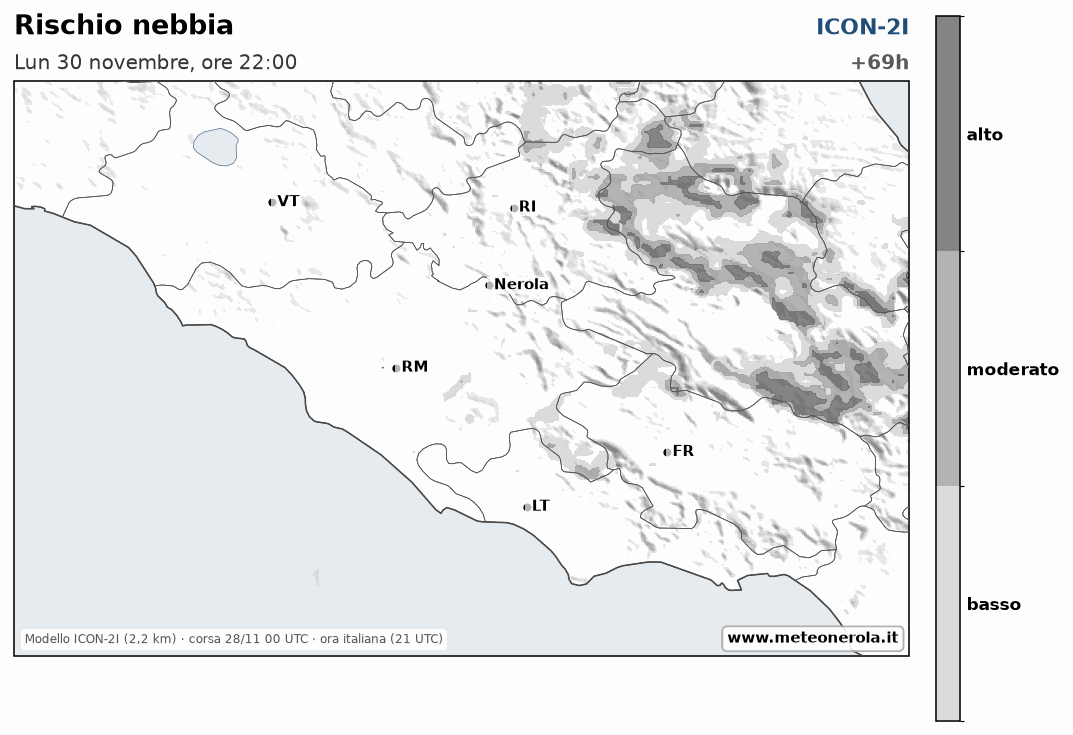 Rischio nebbia
ICON-2I
Lun 30 novembre, ore 22:00
+69h
alto
VT
RI
Nerola
RM
moderato
FR
LT
basso
Modello ICON-2I (2,2 km) · corsa 28/11 00 UTC · ora italiana (21 UTC)
www.meteonerola.it